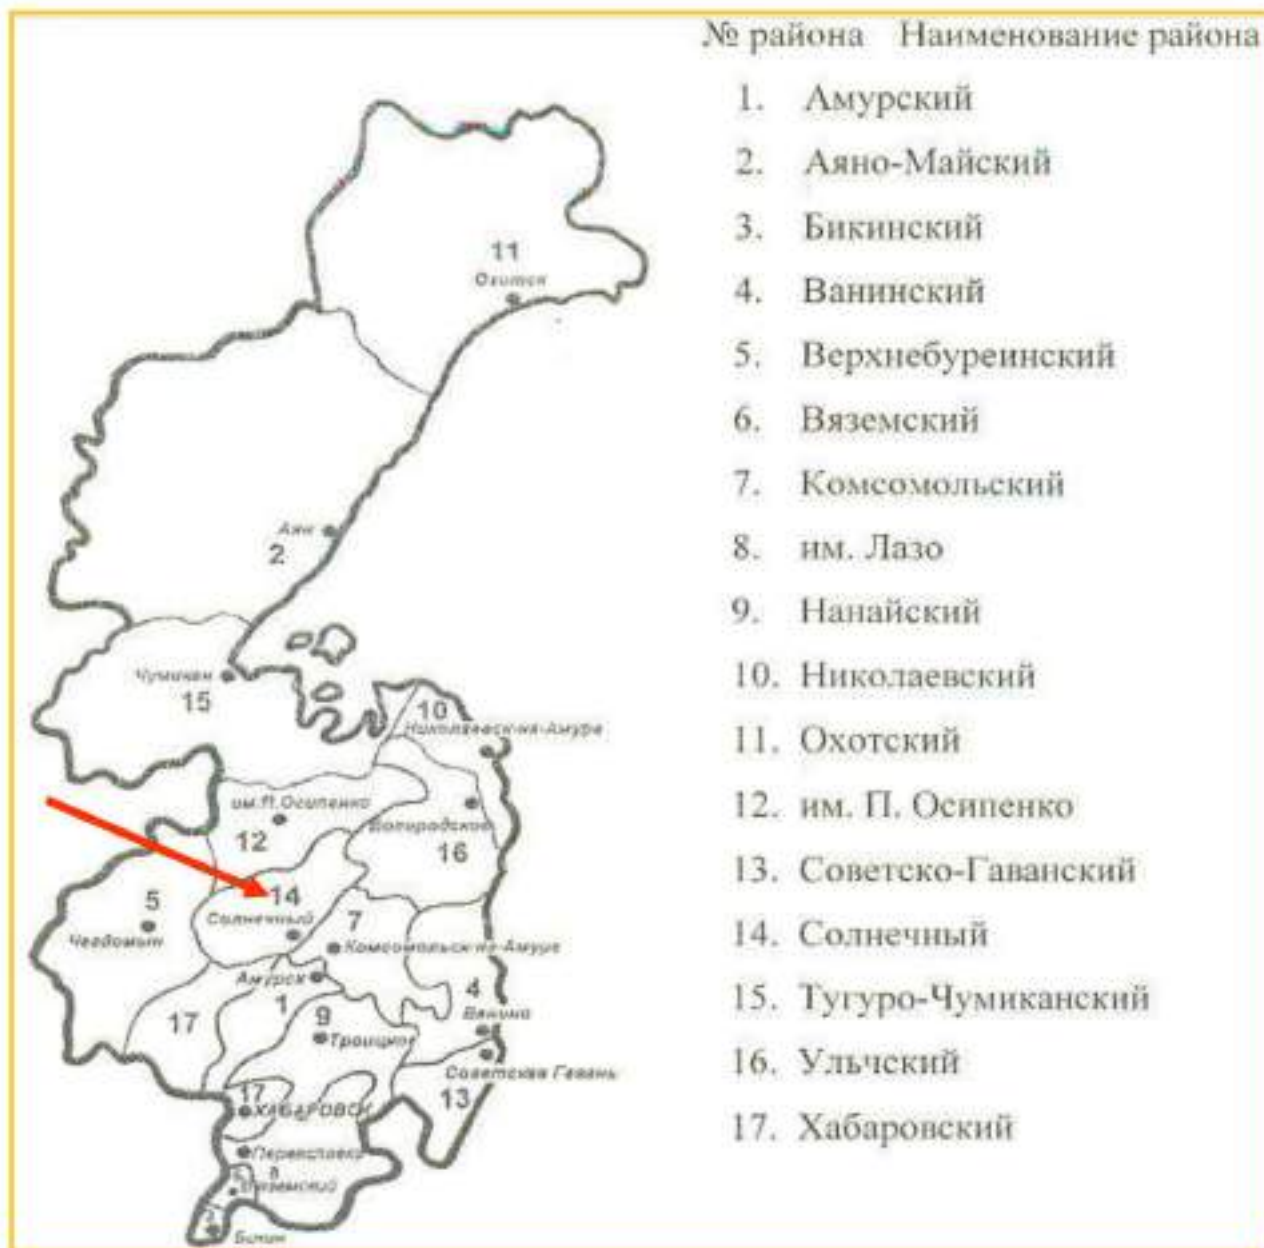 № района Наименование района
1. Амурский
2. Аяно-Майский
3. Бикинский
4. Ванинский
5. Верхнебуреинский
6. Вяземский
7. Комсомольский
8. им. Лазо
9. Нанайский
10. Николаевский
11. Охотский
12. им. П. Осипенко
13. Советско-Гаванский
14. Солнечный
15. Тугуро-Чумиканский
16. Ульчский
17. Хабаровский
11
Аян
2
Чумикан
15
10
Николаевск-на-Амуре
им.П.Осипенко
12
16
14
Солнечный
5
Чегдомын
7
Комсомольск-на-Амуре
Амурск
1
17
9
Троицкое
4
Ванино
Советская Гавань
13
17
ХАБАРОВСК
Переяславка
8
Вяземский
Бикин